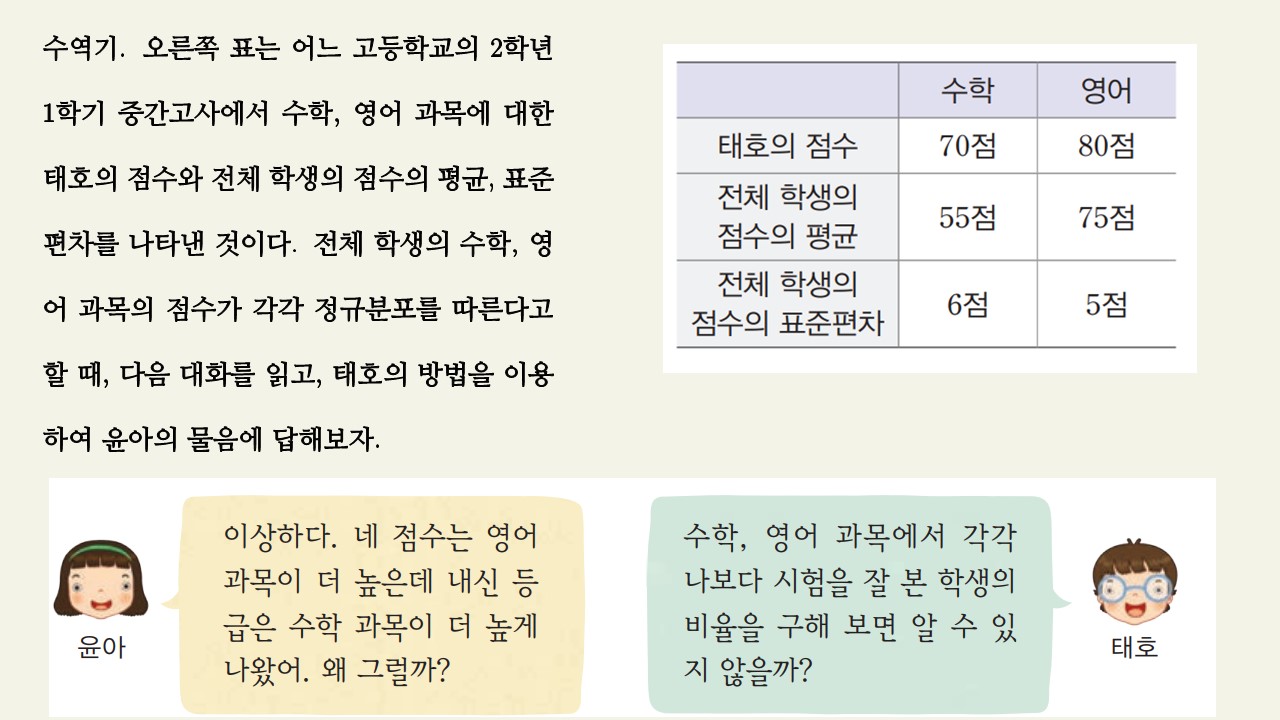 수역기. 오른쪽 표는 어느 고등학교의 2학년
1학기 중간고사에서 수학, 영어 과목에 대한
태호의 점수와 전체 학생의 점수의 평균, 표준
편차를 나타낸 것이다. 전체 학생의 수학, 영
어 과목의 점수가 각각 정규분포를 따른다고
할 때, 다음 대화를 읽고, 태호의 방법을 이용
하여 윤아의 물음에 답해보자.
수학 영어
태호의 점수 70점 80점
전체 학생의
점수의 평균 55점 75점
전체 학생의
점수의 표준편차 6점 5점
이상하다. 네 점수는 영어
과목이 더 높은데 내신 등
급은 수학 과목이 더 높게
나왔어. 왜 그럴까?
윤아
수학, 영어 과목에서 각각
나보다 시험을 잘 본 학생의
비율을 구해 보면 알 수 있
지 않을까?
태호